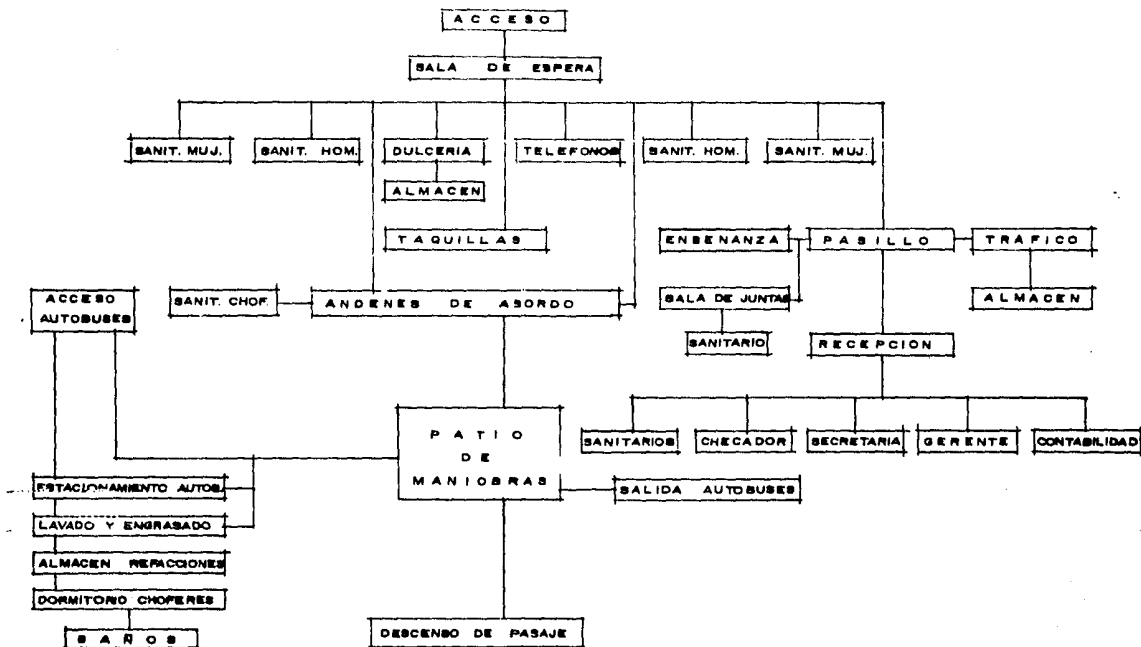 ACCESO
SALA DE ESPERA
SANIT. MUJ.
SANIT. HOM.
DULCERIA
TELEFONOS
SANIT. HOM.
SANIT. MUJ.
ALMACEN
TAQUILLAS
ENSENANZA
PASILLO
TRAFICO
ACCESO
AUTOBUSES
SANIT. CHOF.
ANDENES DE ABORDO
SALA DE JUNTAS
ALMACEN
SANITARIO
RECEPCION
PATIO
DE
MANIOBRAS
SANITARIOS
CHECADOR
SECRETARIA
GERENTE
CONTABILIDAD
ESTACIONAMIENTO AUTOB.
SALIDA AUTOBUSES
LAVADO Y ENGRASADO
ALMACEN REFACCIONES
DORMITORIO CHOFERES
BAÑOS
DESCENSO DE PASAJE